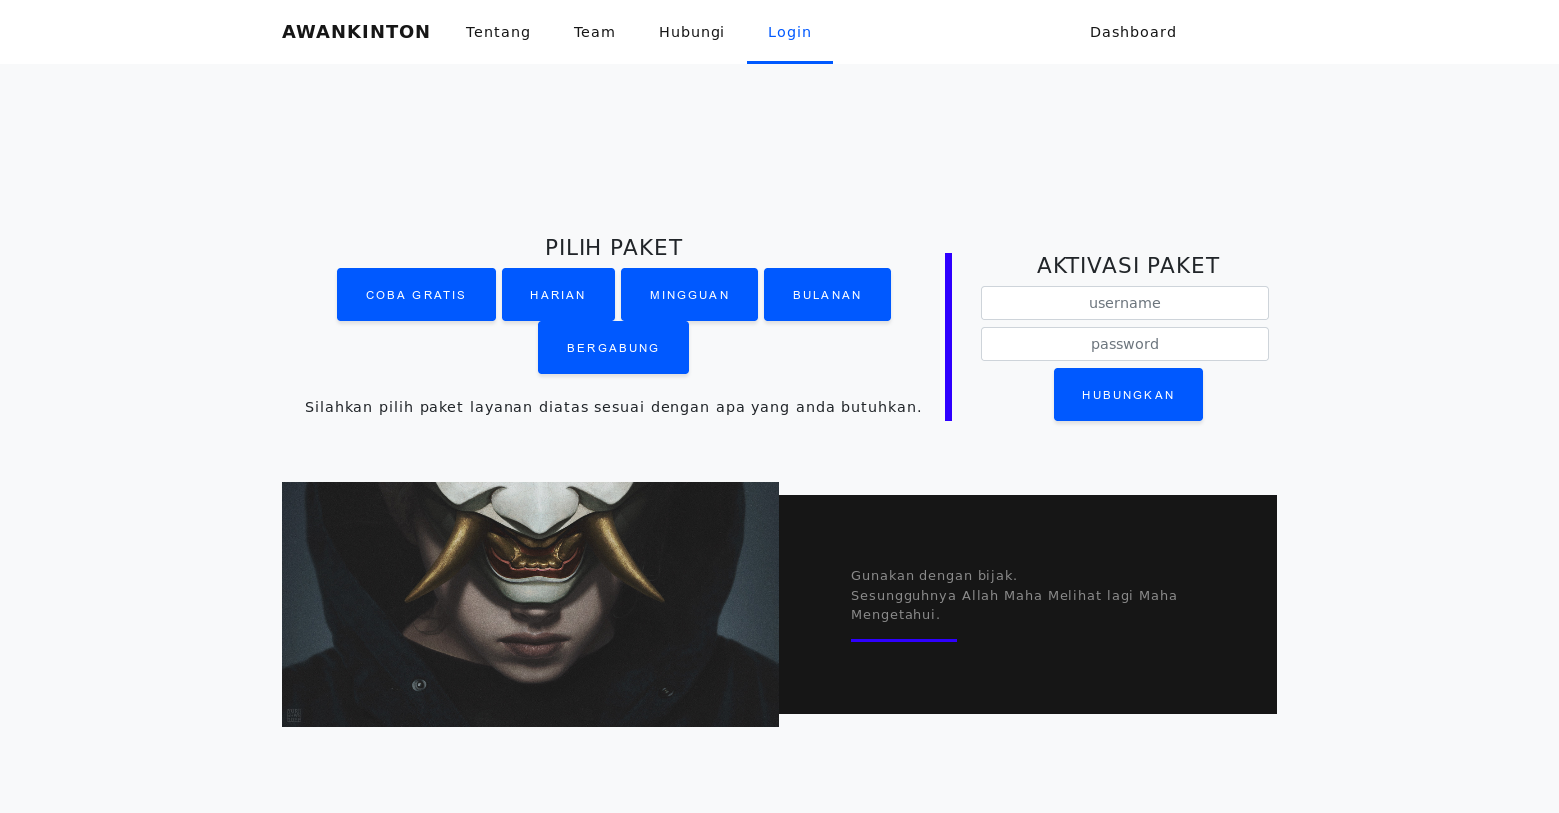 AWANKINTON Tentang Team Hubungi Login Dashboard
PILIH PAKET
COBA GRATIS HARIAN MINGGUAN BULANAN
BERGABUNG
Silahkan pilih paket layanan diatas sesuai dengan apa yang anda butuhkan.
AKTIVASI PAKET
username
password
HUBUNGKAN
Gunakan dengan bijak.
Sesungguhnya Allah Maha Melihat lagi Maha
Mengetahui.